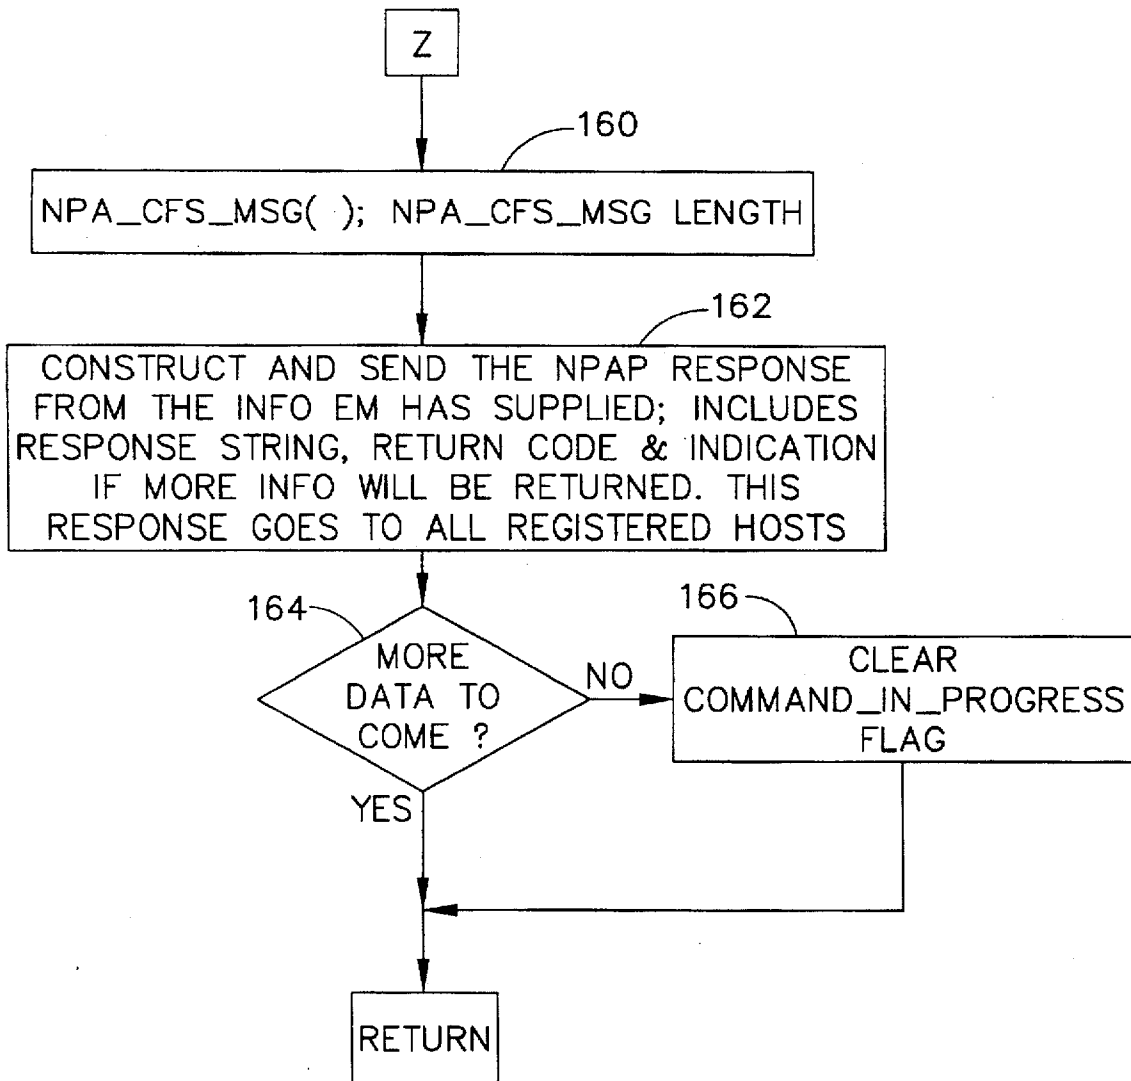 Z
160
NPA_CFS_MSG( ); NPA_CFS_MSG LENGTH
162
CONSTRUCT AND SEND THE NPAP RESPONSE
FROM THE INFO EM HAS SUPPLIED; INCLUDES
RESPONSE STRING, RETURN CODE & INDICATION
IF MORE INFO WILL BE RETURNED. THIS
RESPONSE GOES TO ALL REGISTERED HOSTS
164
MORE
DATA TO
COME ?
NO
YES
166
CLEAR
COMMAND_IN_PROGRESS
FLAG
RETURN